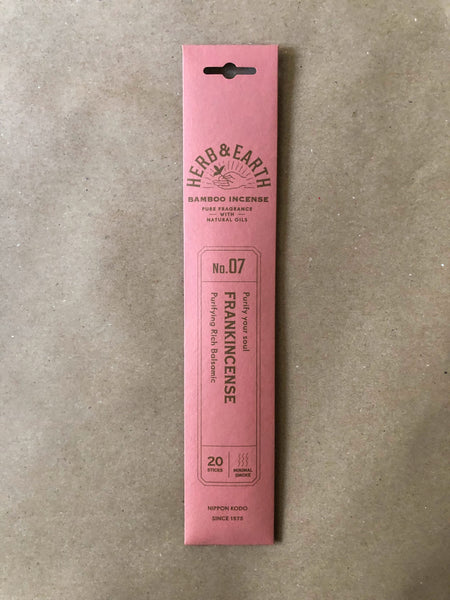 HERB & EARTH
BAMBOO INCENSE
PURE FRAGRANCE
— WITH —
NATURAL OILS
No.07
Purify your soul
FRANKINCENSE
Purifying Rich Balsamic
20
STICKS
MINIMAL
SMOKE
NIPPON KODO
SINCE 1575